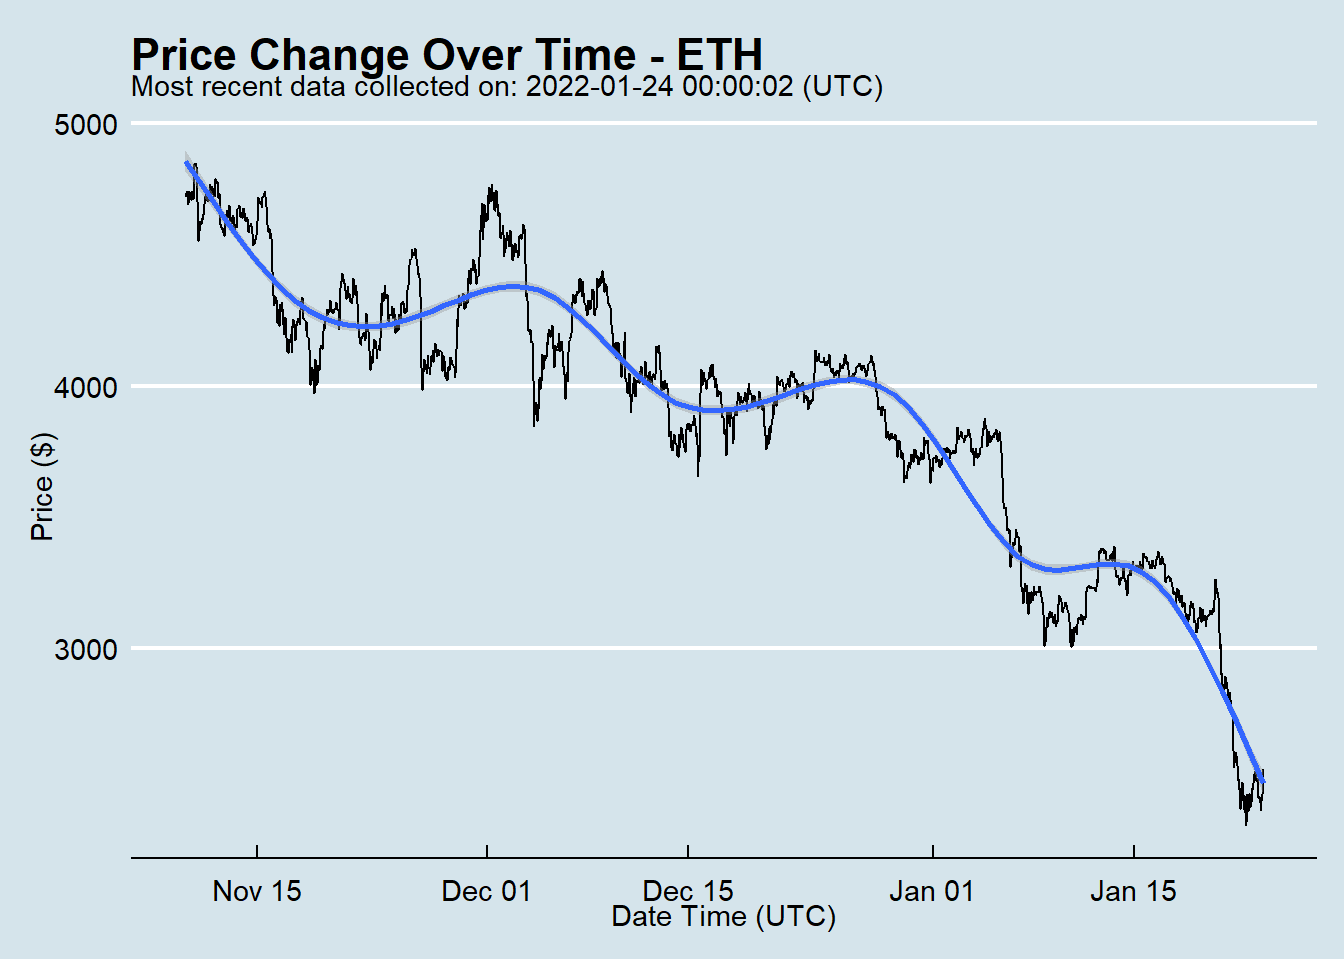 Price Change Over Time - ETH
Most recent data collected on: 2022-01-24 00:00:02 (UTC)
5000
4000
3000
Price ($)
Nov 15
Dec 01
Dec 15
Jan 01
Jan 15
Date Time (UTC)